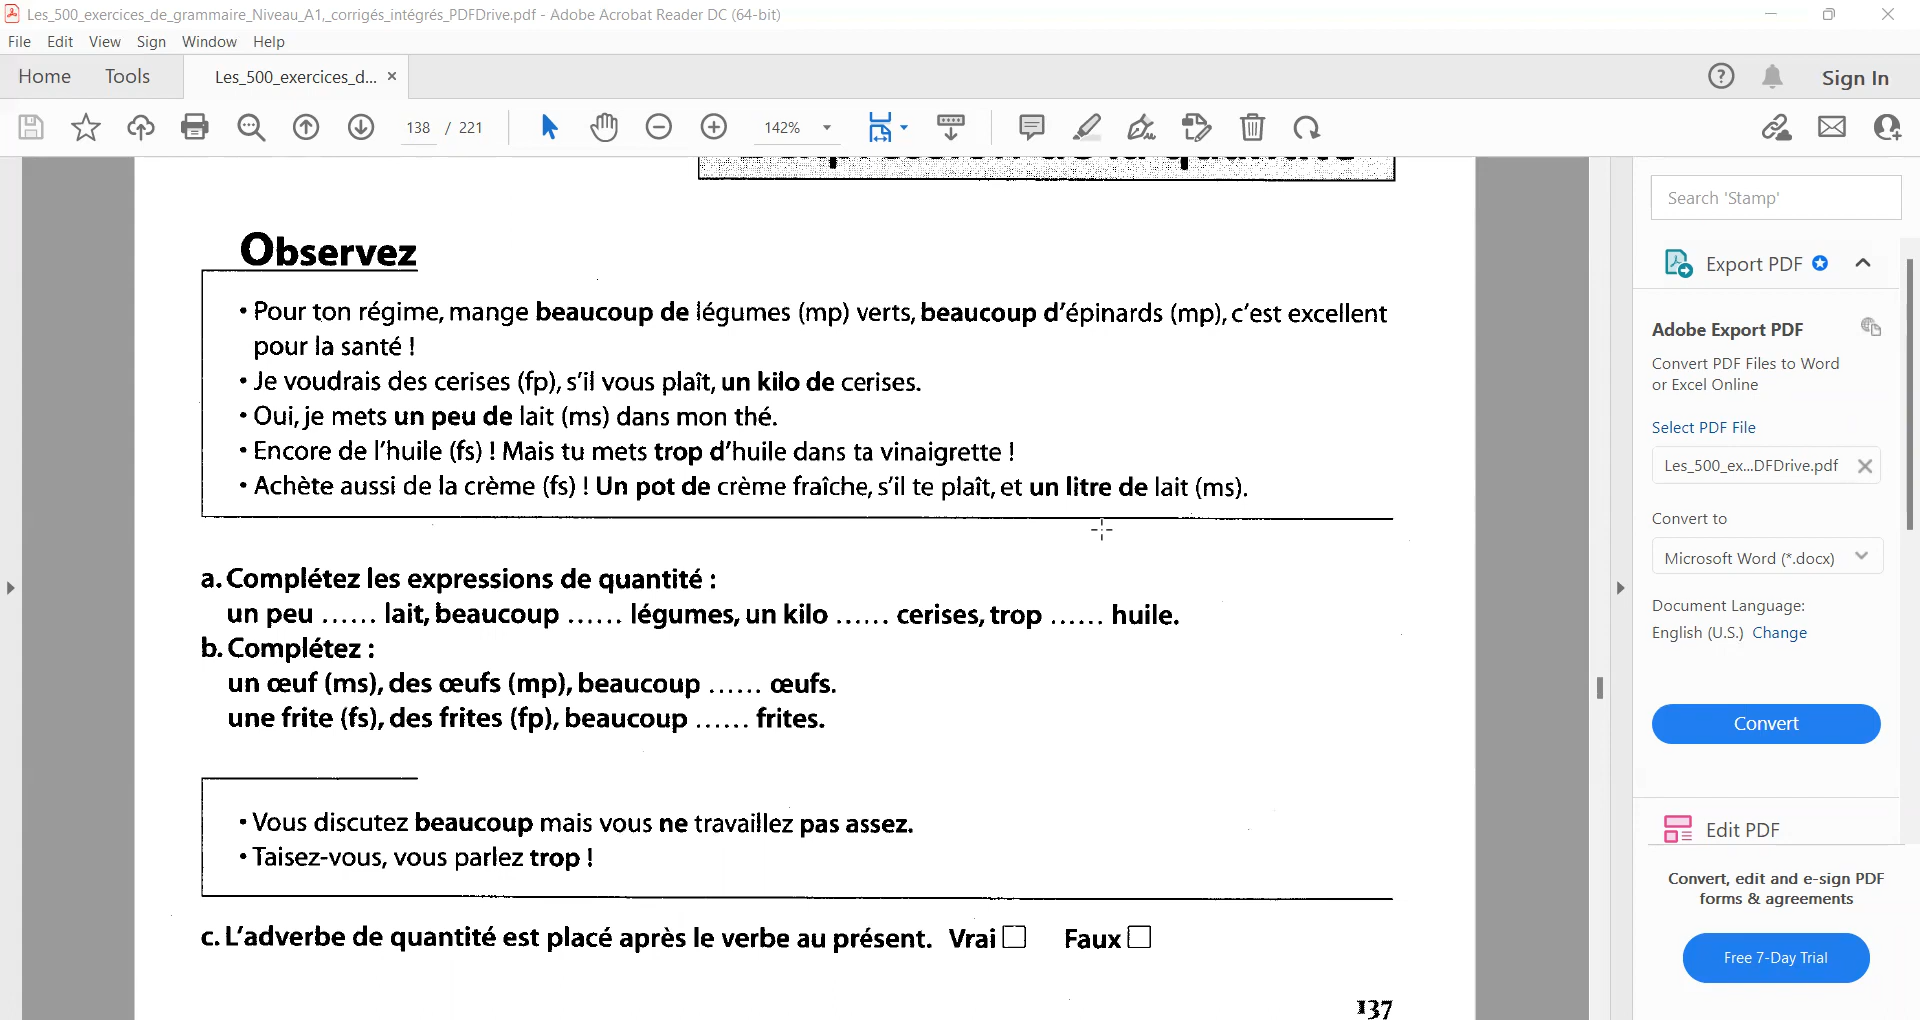 Les_500_exercices_de_grammaire_Niveau_A1,_corrigés_intégrés_PDFDrive.pdf - Adobe Acrobat Reader DC (64-bit)
File Edit View Sign Window Help
Home Tools Les_500_exercices_d... × Sign In
138 / 221 142%
Observez
• Pour ton régime, mange beaucoup de légumes (mp) verts, beaucoup d'épinards (mp), c'est excellent
pour la santé !
• Je voudrais des cerises (fp), s'il vous plaît, un kilo de cerises.
• Oui, je mets un peu de lait (ms) dans mon thé.
• Encore de l'huile (fs) ! Mais tu mets trop d'huile dans ta vinaigrette !
• Achète aussi de la crème (fs) ! Un pot de crème fraîche, s'il te plaît, et un litre de lait (ms).
a. Complétez les expressions de quantité :
un peu ...... lait, beaucoup ...... légumes, un kilo ...... cerises, trop ...... huile.
b. Complétez :
un œuf (ms), des œufs (mp), beaucoup ...... œufs.
une frite (fs), des frites (fp), beaucoup ...... frites.
• Vous discutez beaucoup mais vous ne travaillez pas assez.
• Taisez-vous, vous parlez trop !
c. L'adverbe de quantité est placé après le verbe au présent. Vrai □ Faux □
137
Search 'Stamp'
Export PDF
Adobe Export PDF
Convert PDF Files to Word
or Excel Online
Select PDF File
Les_500_ex...DFDrive.pdf
Convert to
Microsoft Word (*.docx)
Document Language:
English (U.S.) Change
Convert
Edit PDF
Convert, edit and e-sign PDF
forms & agreements
Free 7-Day Trial